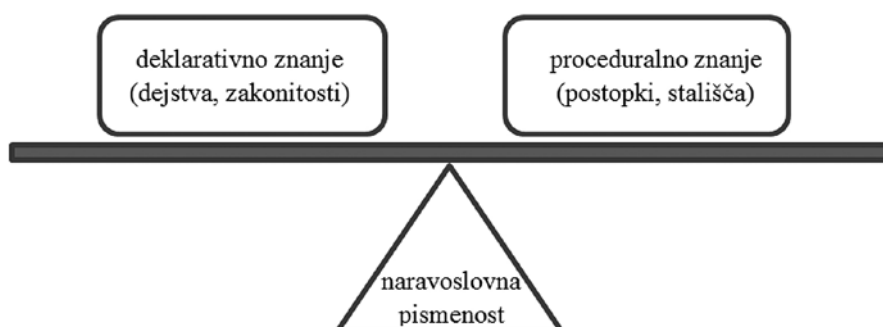 deklarativno znanje
(dejstva, zakonitosti)
proceduralno znanje
(postopki, stališča)
naravoslovna
pismenost